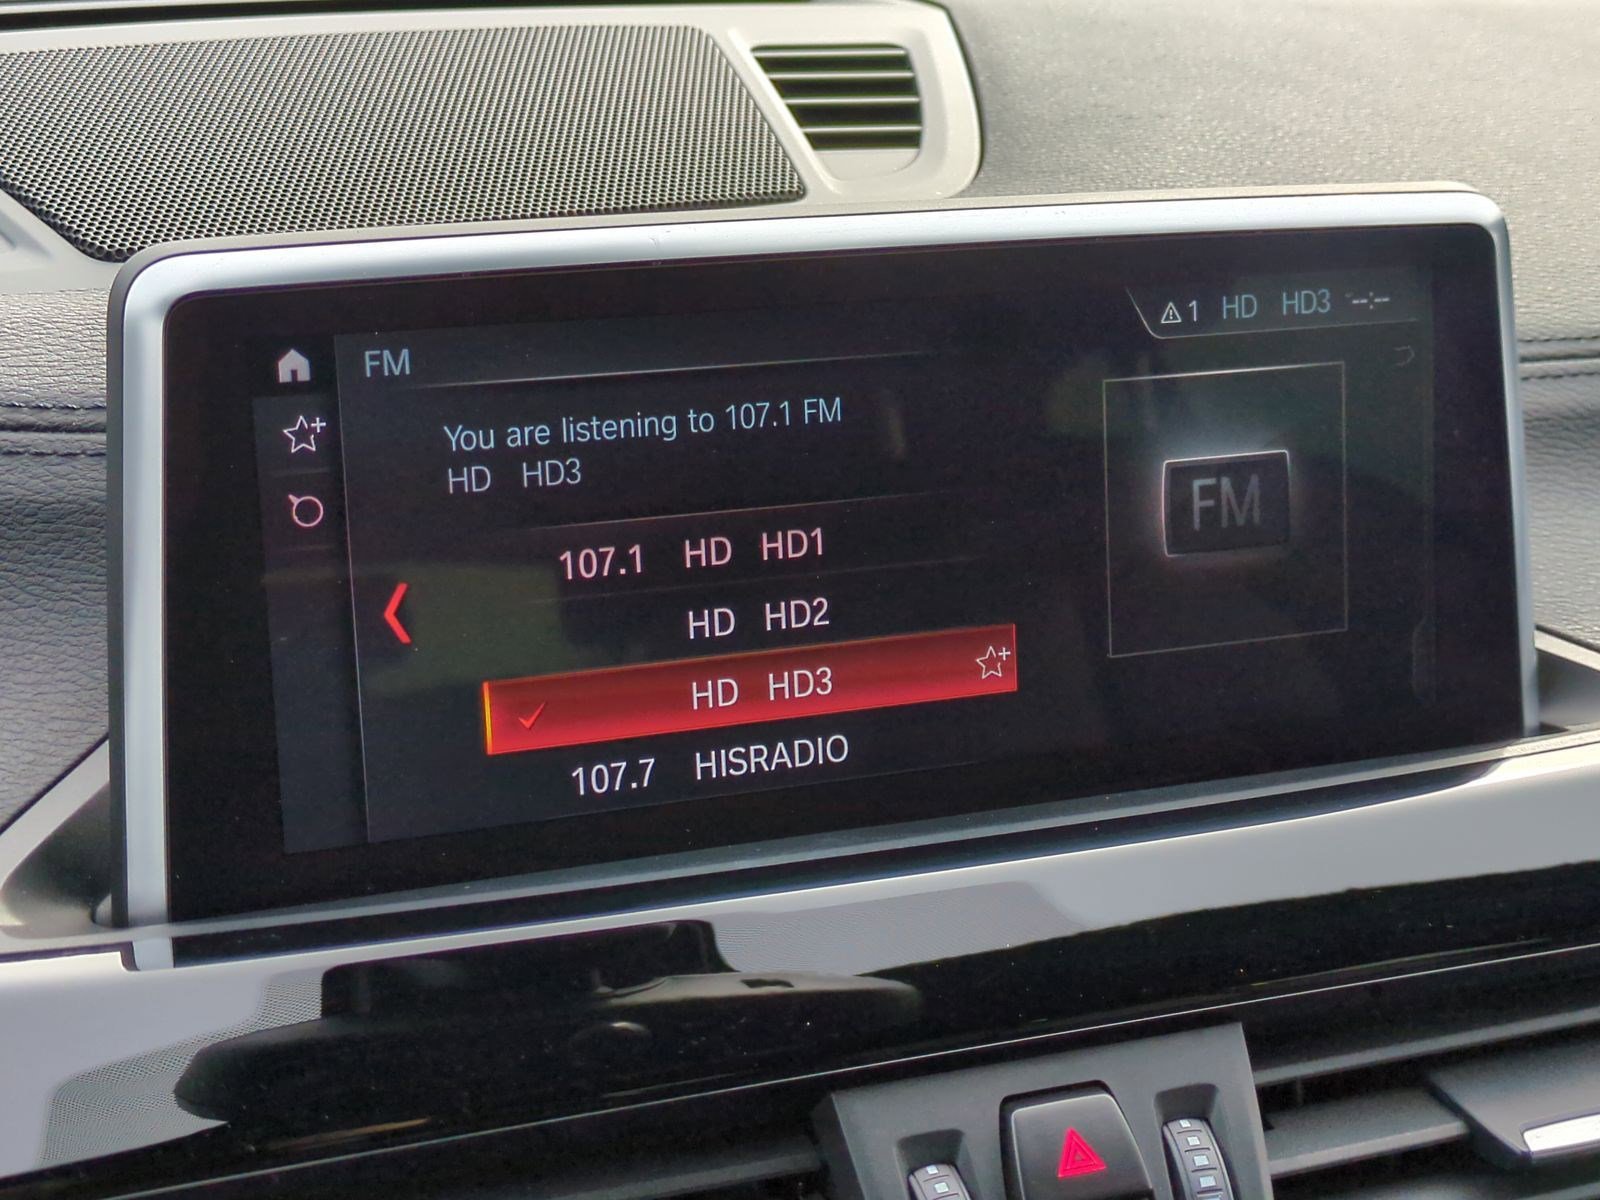 1 HD HD3 --:--
FM
You are listening to 107.1 FM
HD HD3
FM
107.1 HD HD1
HD HD2
HD HD3
107.7 HISRADIO